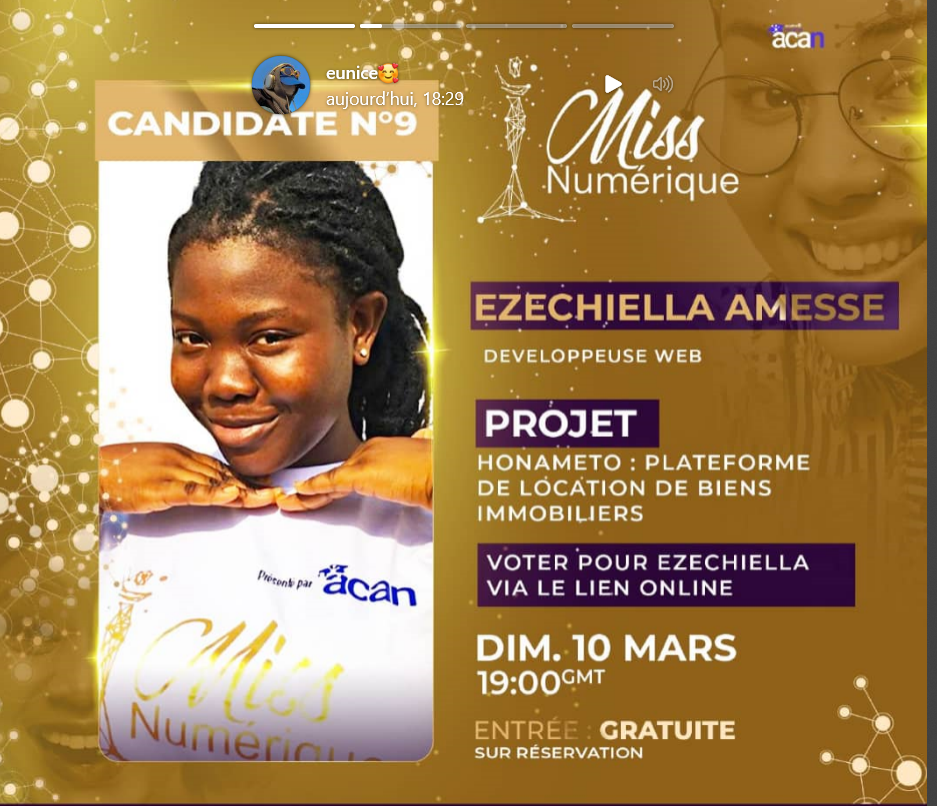 acan
eunice🥰
aujourd'hui, 18:29
CANDIDATE N°9
Miss
Numérique
EZECHIELLA AMESSE
DEVELOPPEUSE WEB
PROJET
HONAMETO : PLATEFORME
DE LOCATION DE BIENS
IMMOBILIERS
VOTER POUR EZECHIELLA
VIA LE LIEN ONLINE
DIM. 10 MARS
19:00GMT
ENTRÉE : GRATUITE
SUR RÉSERVATION
Présenté par acan
Miss
Numérique